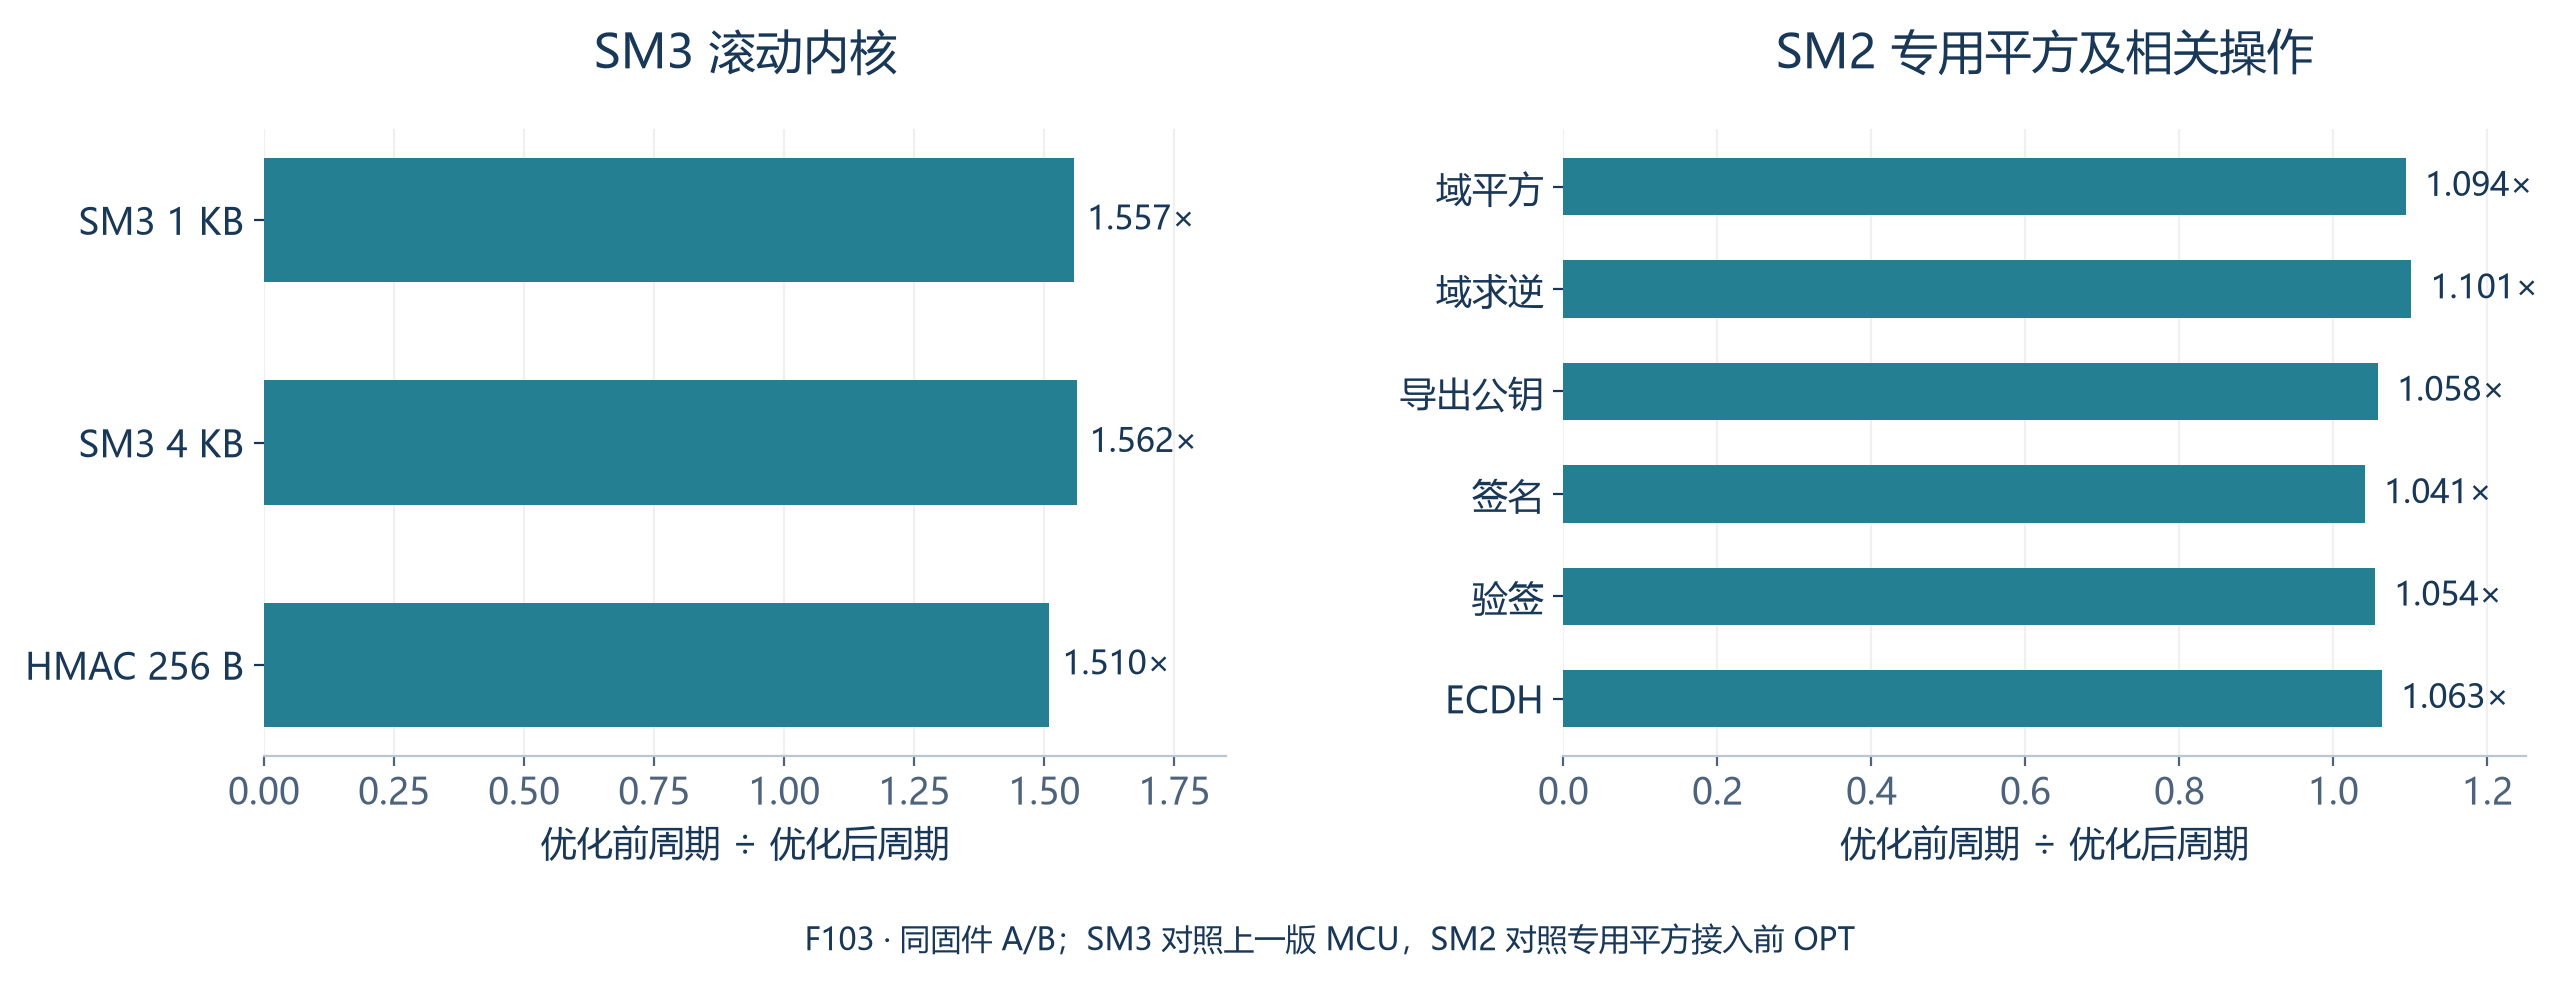 SM3 滚动内核
SM3 1 KB
1.557×
SM3 4 KB
1.562×
HMAC 256 B
1.510×
0.00 0.25 0.50 0.75 1.00 1.25 1.50 1.75
优化前周期 ÷ 优化后周期
SM2 专用平方及相关操作
域平方
1.094×
域求逆
1.101×
导出公钥
1.058×
签名
1.041×
验签
1.054×
ECDH
1.063×
0.0 0.2 0.4 0.6 0.8 1.0 1.2
优化前周期 ÷ 优化后周期
F103 · 同固件 A/B；SM3 对照上一版 MCU，SM2 对照专用平方接入前 OPT